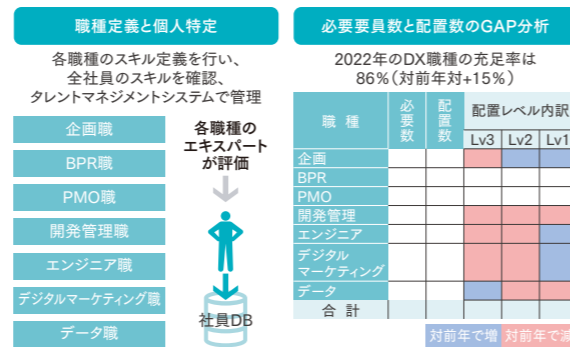 職種定義と個人特定
各職種のスキル定義を行い、
全社員のスキルを確認、
タレントマネジメントシステムで管理
企画職
BPR職
PMO職
開発管理職
エンジニア職
デジタルマーケティング職
データ職
各職種の
エキスパート
が評価
社員DB
必要要員数と配置数のGAP分析
2022年のDX職種の充足率は
86%(対前年対+15%)
職種
必要数
配置数
配置レベル内訳
Lv3
Lv2
Lv1
企画
BPR
PMO
開発管理
エンジニア
デジタル
マーケティング
データ
合計
対前年で増
対前年で減